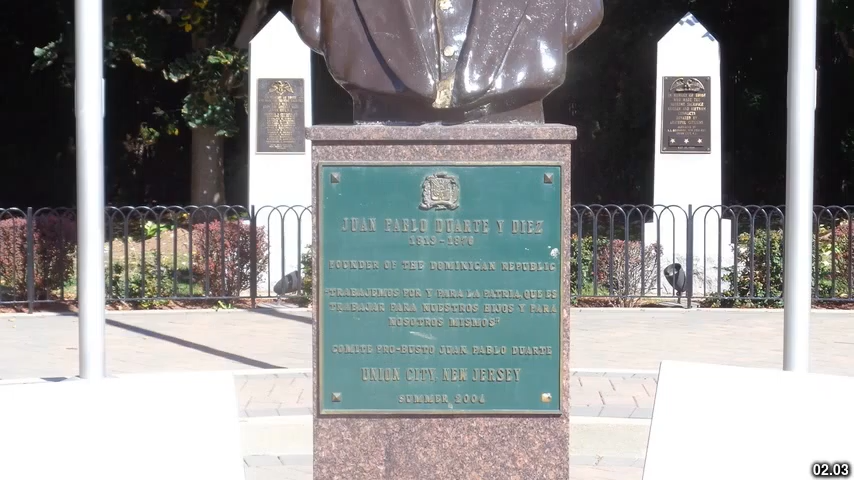 JUAN PABLO DUARTE Y DIEZ
1813-1876
FOUNDER OF THE DOMINICAN REPUBLIC
"TRABAJEMOS POR Y PARA LA PATRIA, QUE ES
TRABAJAR PARA NUESTROS HIJOS Y PARA
NOSOTROS MISMOS"
COMITE PRO-BUSTO JUAN PABLO DUARTE
UNION CITY, NEW JERSEY
SUMMER 2004
02.03